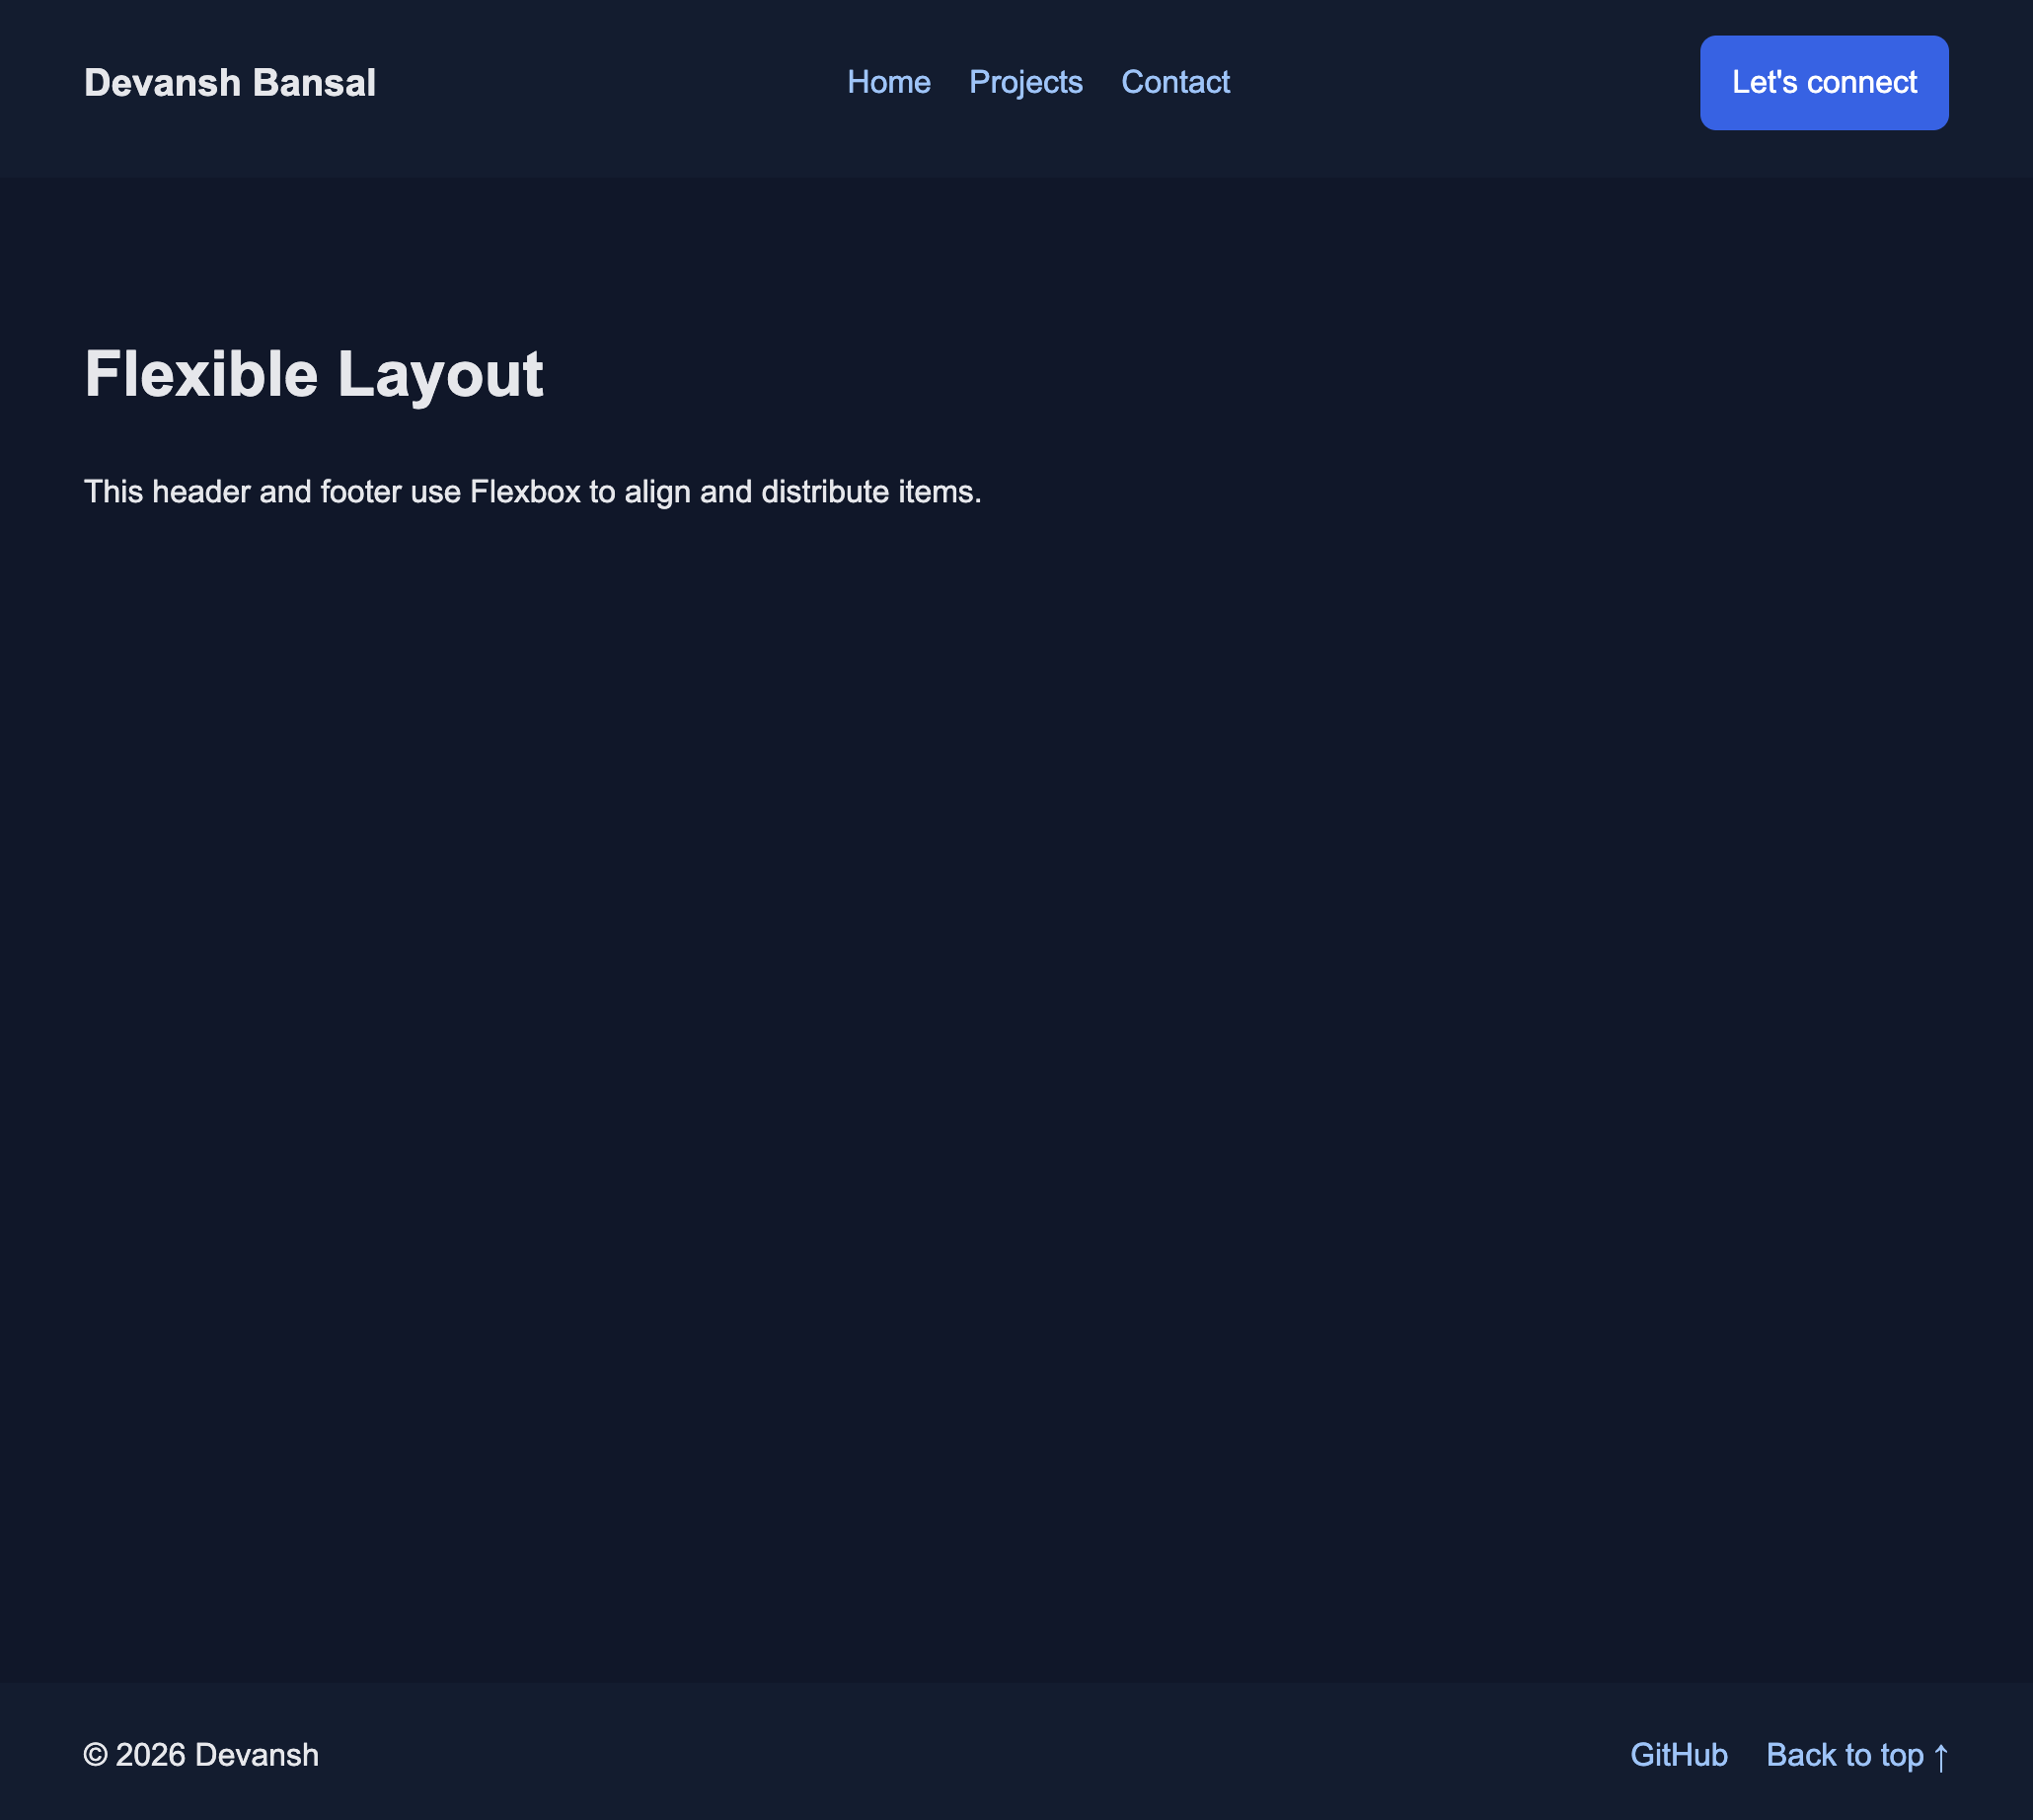 Devansh Bansal Home Projects Contact Let's connect
Flexible Layout
This header and footer use Flexbox to align and distribute items.
© 2026 Devansh GitHub Back to top ↑